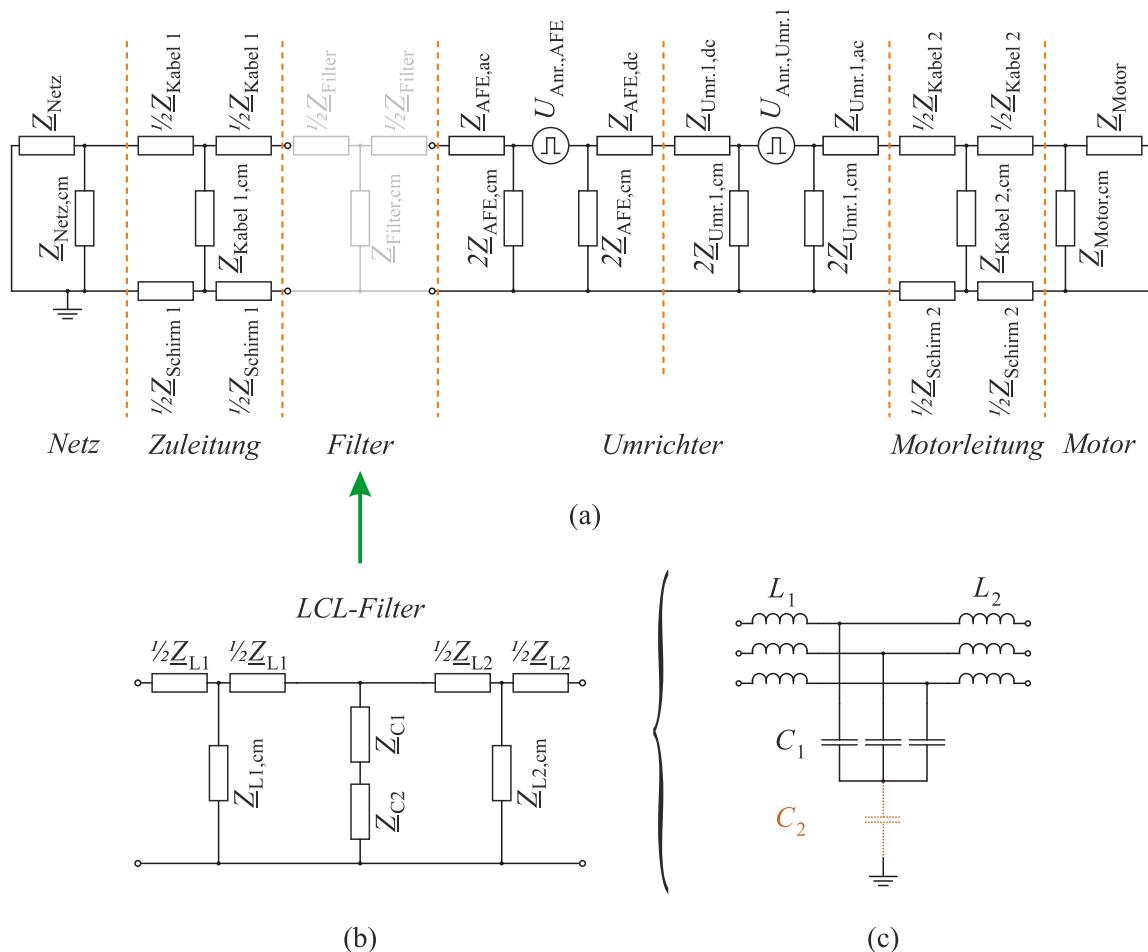 Z_Netz
Z_Netz,cm
½Z_Kabel 1
½Z_Kabel 1
Z_Kabel 1,cm
½Z_Schirm 1
½Z_Schirm 1
½Z_Filter
½Z_Filter
Z_Filter,cm
Z_AFE,ac
U_Anr.,AFE
Z_AFE,dc
2Z_AFE,cm
2Z_AFE,cm
Z_Umr.1,dc
U_Anr.,Umr.1
Z_Umr.1,ac
2Z_Umr.1,cm
2Z_Umr.1,cm
½Z_Kabel 2
½Z_Kabel 2
Z_Kabel 2,cm
½Z_Schirm 2
½Z_Schirm 2
Z_Motor
Z_Motor,cm
Netz
Zuleitung
Filter
Umrichter
Motorleitung
Motor
(a)
LCL-Filter
½Z_L1
½Z_L1
½Z_L2
½Z_L2
Z_L1,cm
Z_C1
Z_C2
Z_L2,cm
(b)
L_1
L_2
C_1
C_2
(c)